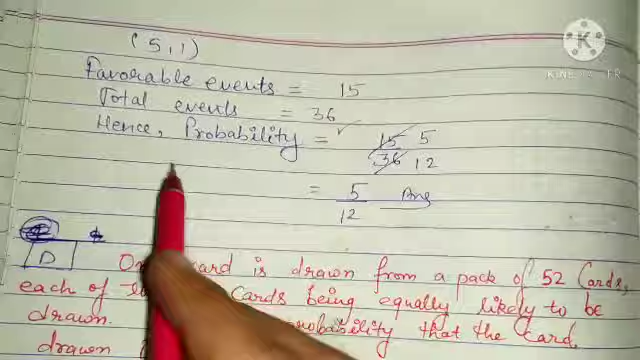 (5,1)
Favorable events = 15
Total events = 36
Hence, Probability = 15/36 5/12
= 5/12 Ans
D card is drawn from a pack of 52 Cards,
each of Cards being equally likely to be
drawn. probability that the Card
drawn
K